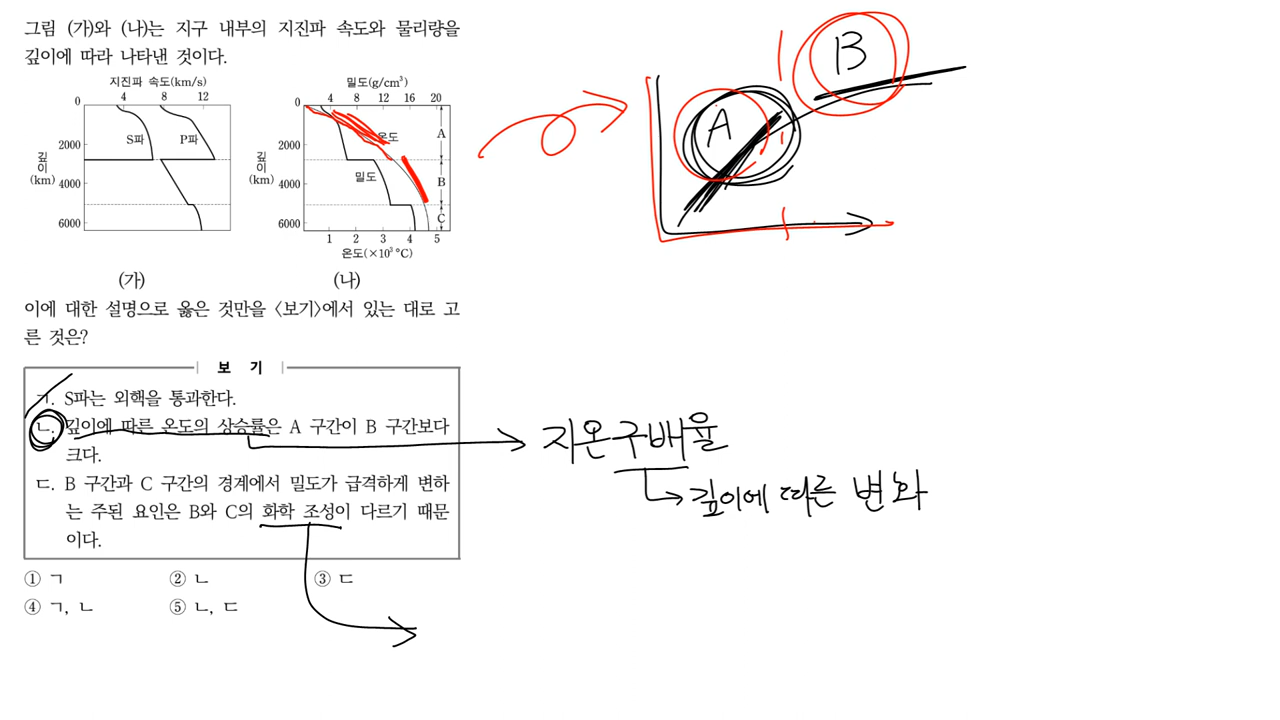 그림 (가)와 (나)는 지구 내부의 지진파 속도와 물리량을
깊이에 따라 나타낸 것이다.
지진파 속도(km/s)
4 8 12
0
2000
4000
6000
깊이
(km)
S파
P파
(가)
밀도(g/cm³)
0 4 8 12 16 20
2000
4000
6000
깊이
(km)
온도
밀도
A
B
C
1 2 3 4 5
온도(×10³ ℃)
(나)
A
B
이에 대한 설명으로 옳은 것만을 〈보기〉에서 있는 대로 고
른 것은?
보 기
ㄱ. S파는 외핵을 통과한다.
ㄴ. 깊이에 따른 온도의 상승률은 A 구간이 B 구간보다
크다.
ㄷ. B 구간과 C 구간의 경계에서 밀도가 급격하게 변하
는 주된 요인은 B와 C의 화학 조성이 다르기 때문
이다.
지온구배율
깊이에 따른 변화
① ㄱ ② ㄴ ③ ㄷ
④ ㄱ, ㄴ ⑤ ㄴ, ㄷ